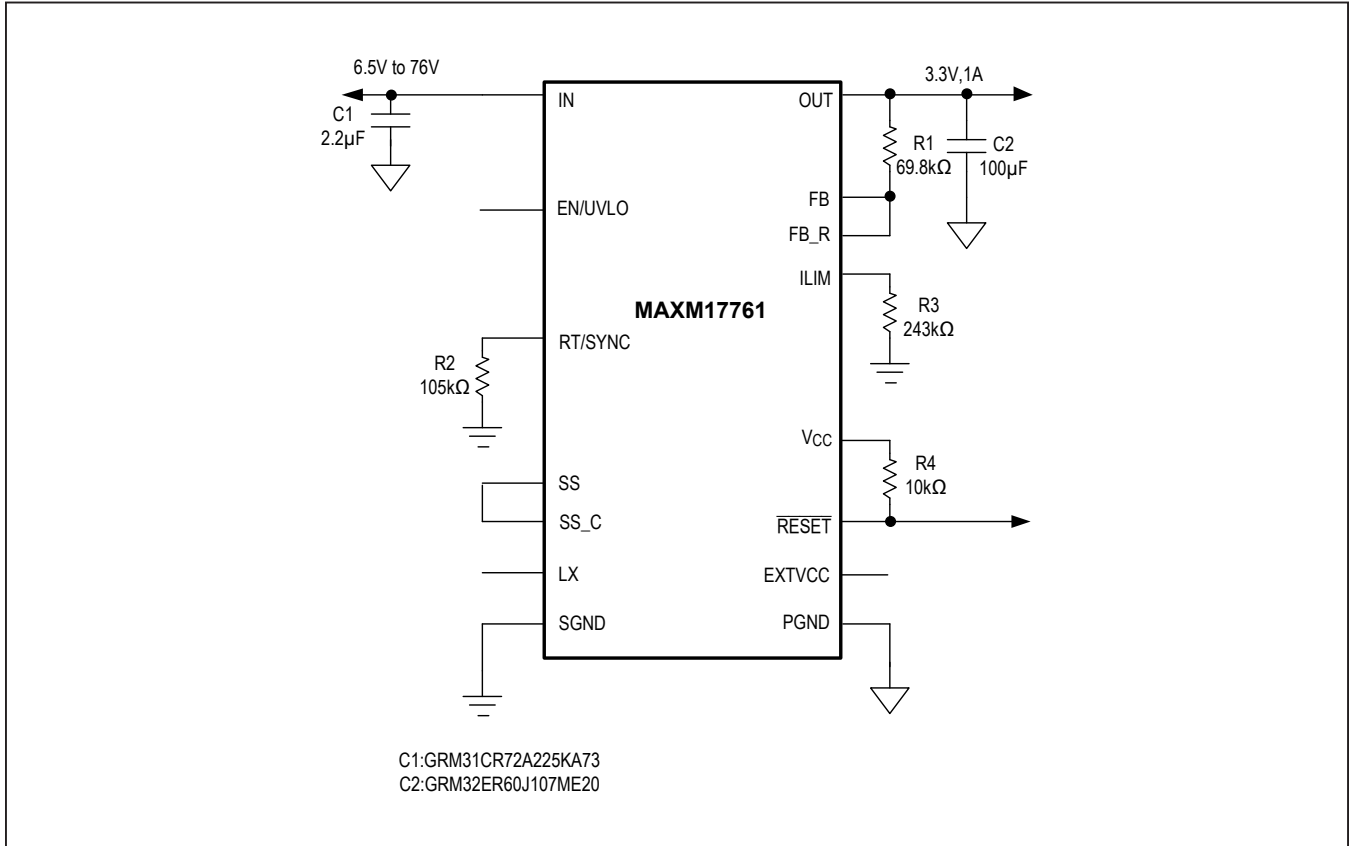 6.5V to 76V
C1
2.2µF
IN
EN/UVLO
R2
105kΩ
RT/SYNC
SS
SS_C
LX
SGND
MAXM17761
3.3V,1A
OUT
R1
69.8kΩ
C2
100µF
FB
FB_R
ILIM
R3
243kΩ
VCC
R4
10kΩ
RESET
EXTVCC
PGND
C1:GRM31CR72A225KA73
C2:GRM32ER60J107ME20